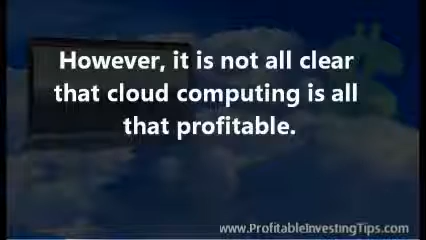 However, it is not all clear
that cloud computing is all
that profitable.
www.ProfitableInvestingTips.com